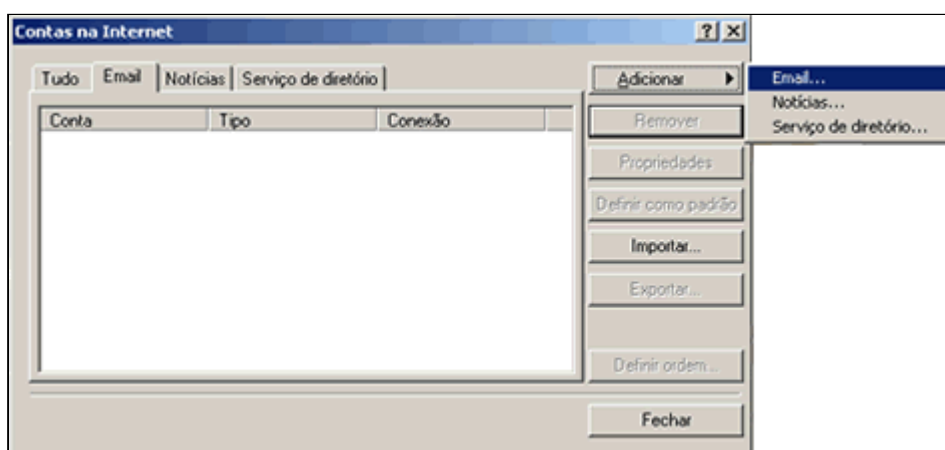 Contas na Internet
Tudo Email Notícias Serviço de diretório
Conta Tipo Conexão
Adicionar
Remover
Propriedades
Definir como padrão
Importar...
Exportar...
Definir ordem...
Fechar
Email...
Notícias...
Serviço de diretório...